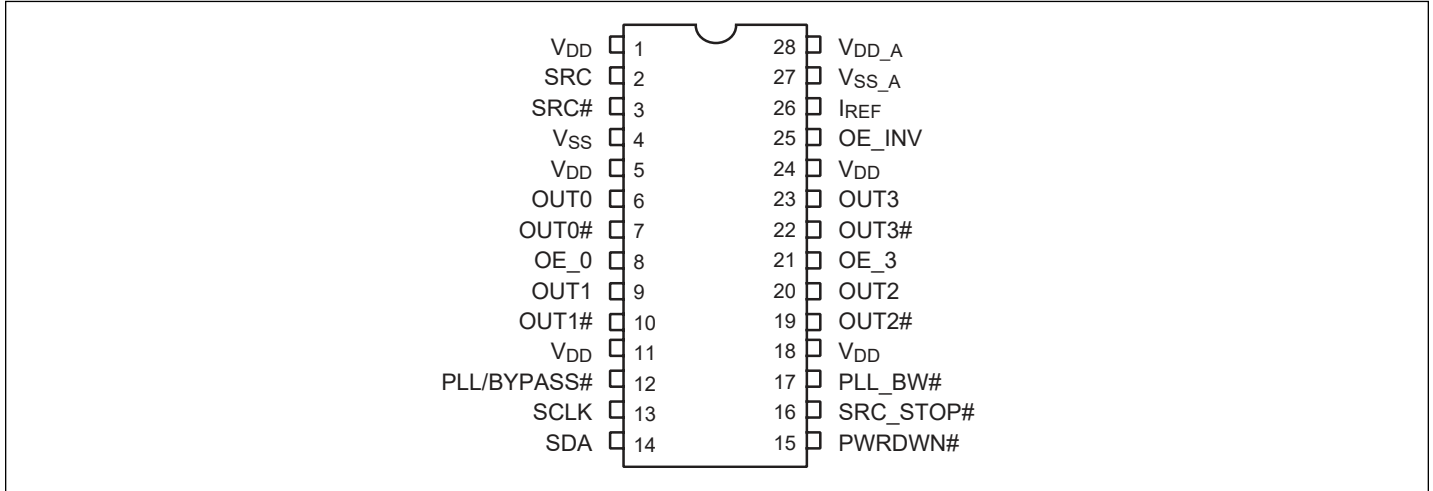 VDD 1 28 VDD_A
SRC 2 27 VSS_A
SRC# 3 26 IREF
VSS 4 25 OE_INV
VDD 5 24 VDD
OUT0 6 23 OUT3
OUT0# 7 22 OUT3#
OE_0 8 21 OE_3
OUT1 9 20 OUT2
OUT1# 10 19 OUT2#
VDD 11 18 VDD
PLL/BYPASS# 12 17 PLL_BW#
SCLK 13 16 SRC_STOP#
SDA 14 15 PWRDWN#